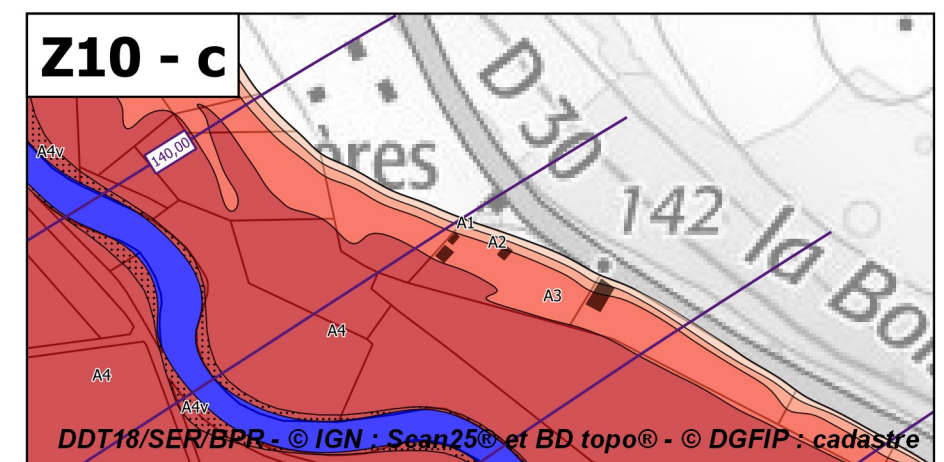 Z10 - c
D 30
A4v
140,00
ères
142
A1
A2
la Boi
A3
A4
A4
A4v
DDT18/SER/BPR - © IGN : Scan25® et BD topo® - © DGFIP : cadastre